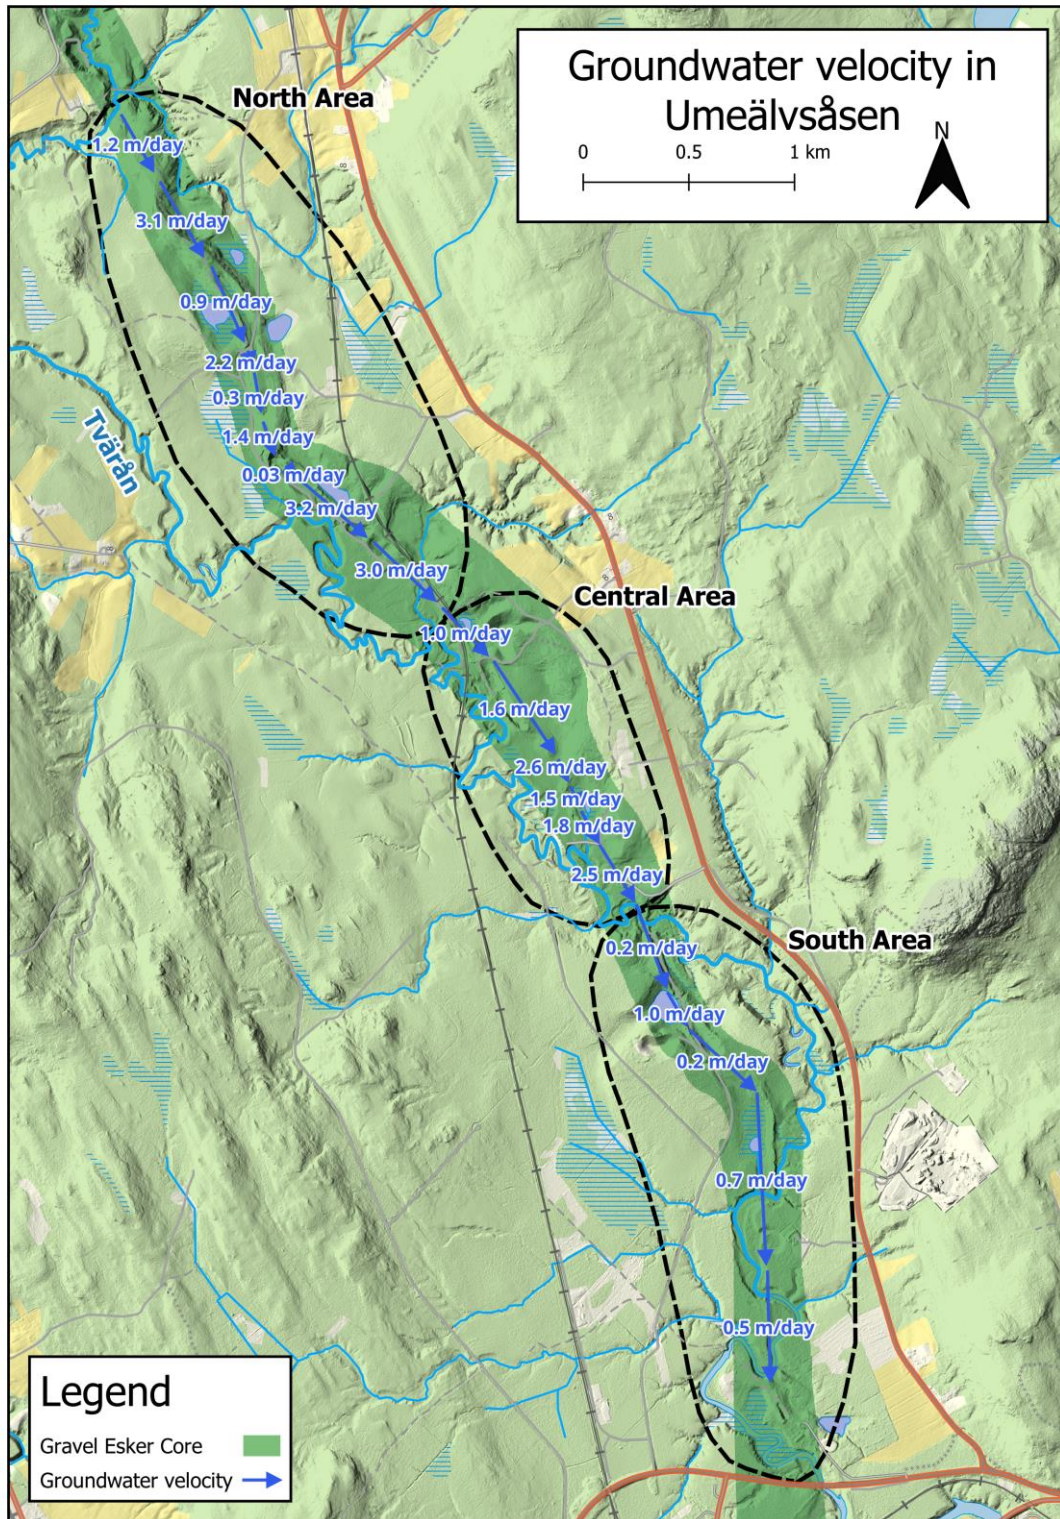 Groundwater velocity in
Umeälvsåsen
N
0 0.5 1 km
North Area
1.2 m/day
3.1 m/day
0.9 m/day
2.2 m/day
0.3 m/day
1.4 m/day
0.03 m/day
3.2 m/day
3.0 m/day
Tvärån
Central Area
1.0 m/day
1.6 m/day
2.6 m/day
1.5 m/day
1.8 m/day
2.5 m/day
South Area
0.2 m/day
1.0 m/day
0.2 m/day
0.7 m/day
0.5 m/day
Legend
Gravel Esker Core
Groundwater velocity